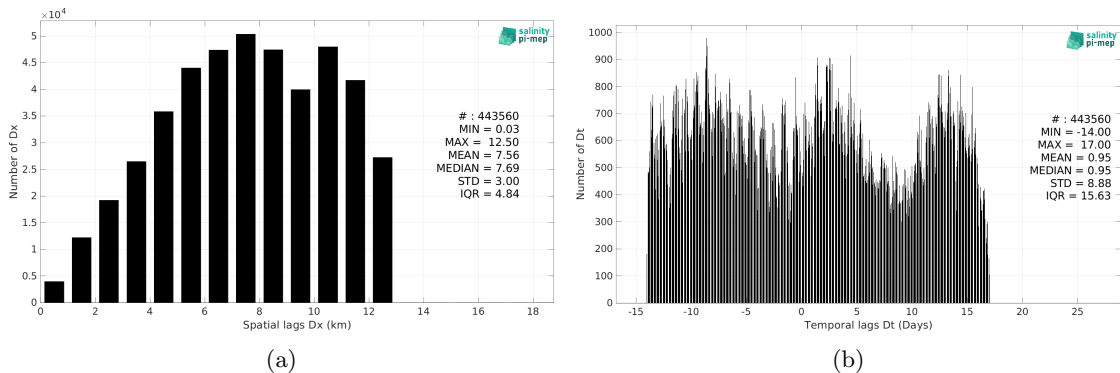 ×10⁴
5
4.5
4
3.5
3
2.5
2
1.5
1
0.5
0
Number of Dx
0 2 4 6 8 10 12 14 16 18
Spatial lags Dx (km)
salinity
pi-mep
# : 443560
MIN = 0.03
MAX = 12.50
MEAN = 7.56
MEDIAN = 7.69
STD = 3.00
IQR = 4.84
(a)
1000
900
800
700
600
500
400
300
200
100
0
Number of Dt
-15 -10 -5 0 5 10 15 20 25
Temporal lags Dt (Days)
salinity
pi-mep
# : 443560
MIN = -14.00
MAX = 17.00
MEAN = 0.95
MEDIAN = 0.95
STD = 8.88
IQR = 15.63
(b)